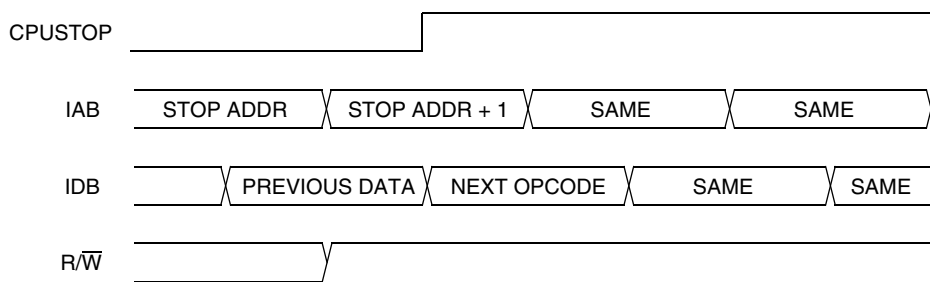 CPUSTOP
IAB STOP ADDR STOP ADDR + 1 SAME SAME
IDB PREVIOUS DATA NEXT OPCODE SAME SAME
R/W̅